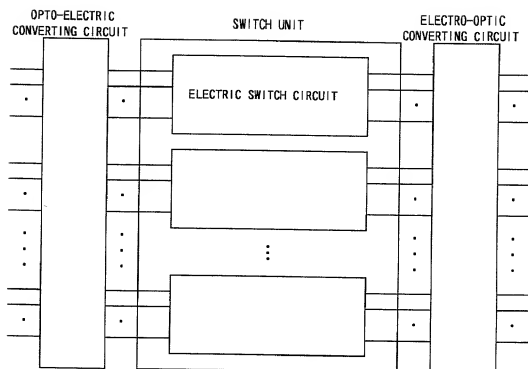 OPTO-ELECTRIC
CONVERTING CIRCUIT
SWITCH UNIT
ELECTRO-OPTIC
CONVERTING CIRCUIT
ELECTRIC SWITCH CIRCUIT